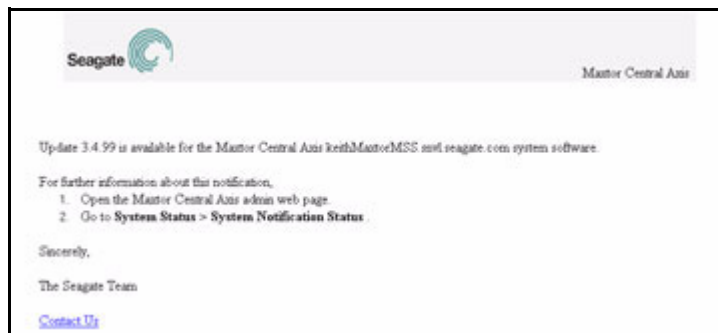 Seagate
Maxtor Central Axis
Update 3.4.99 is available for the Maxtor Central Axis keithMaxtorMSS.msvl.seagate.com system software.
For further information about this notification,
1. Open the Maxtor Central Axis admin web page.
2. Go to System Status > System Notification Status.
Sincerely,
The Seagate Team
Contact Us